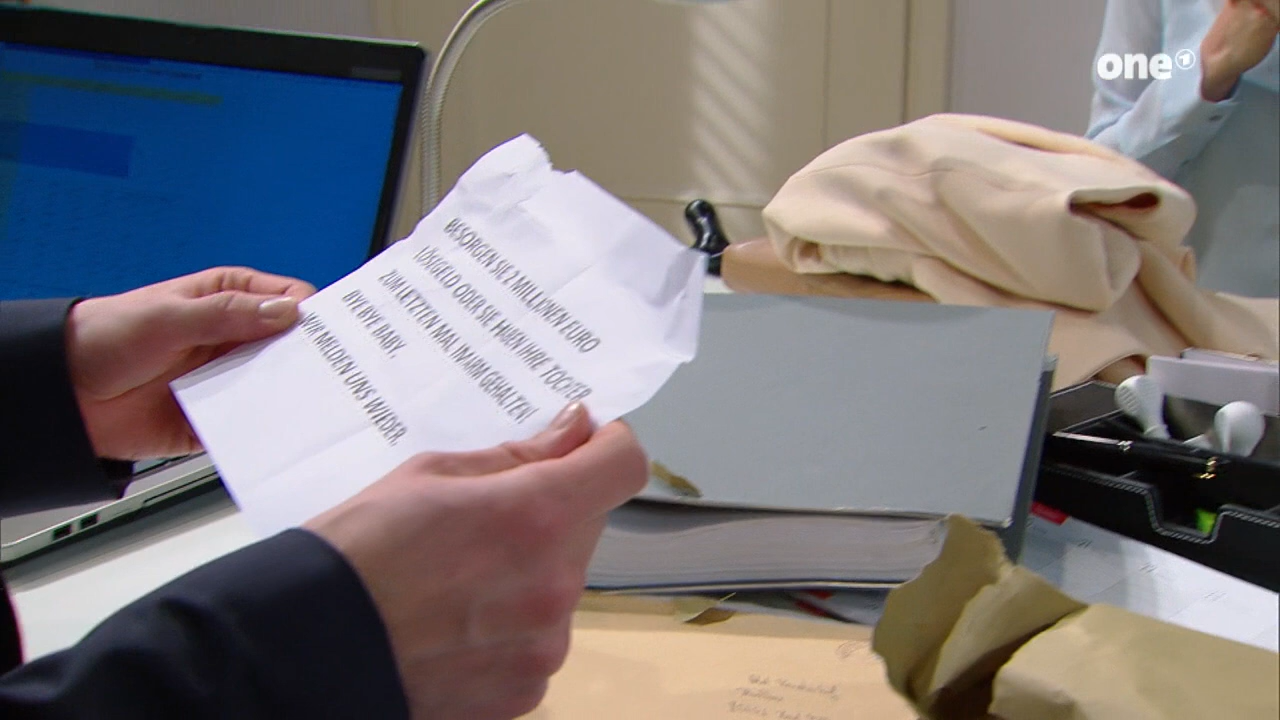 one
BESORGEN SIE 2 MILLIONEN EURO
LÖSGELD ODER SIE HABEN IHRE TOCHTER
ZUM LETZTEN MAL IM ARM GEHALTEN!
BYE BYE BABY.
WIR MELDEN UNS WIEDER.